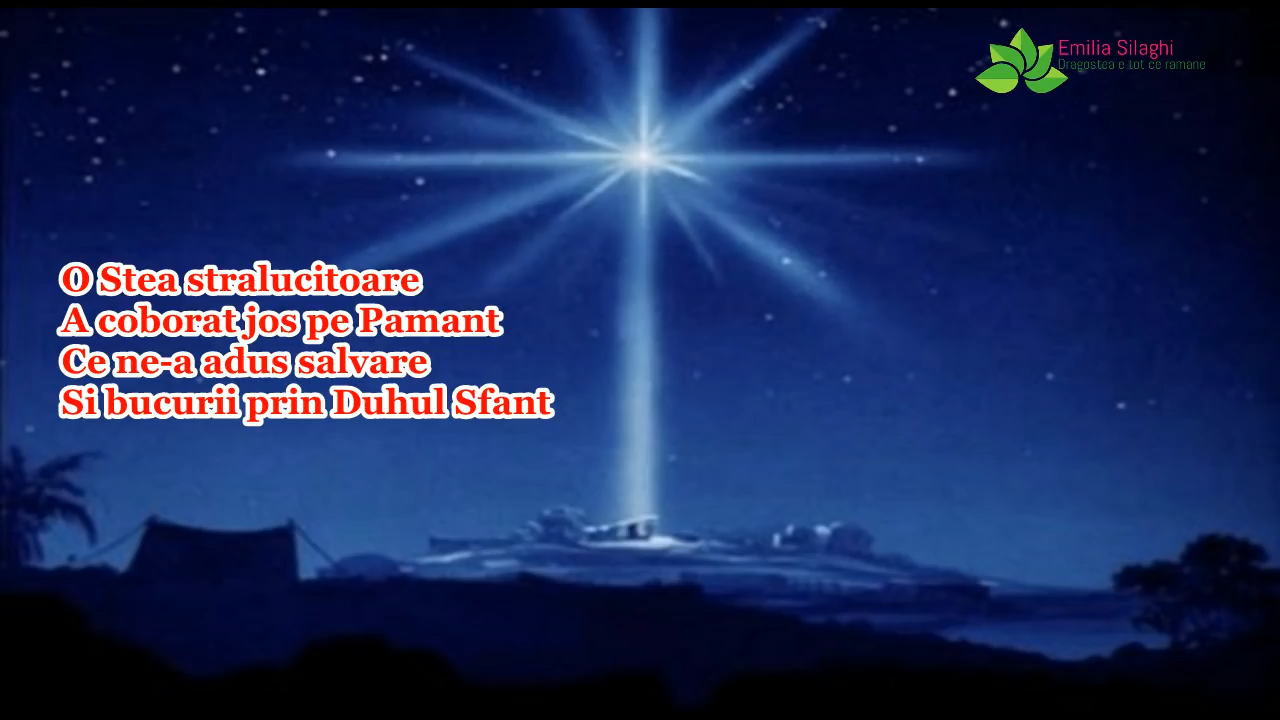 Emilia Silaghi
Dragostea e tot ce ramane
O Stea stralucitoare
A coborat jos pe Pamant
Ce ne-a adus salvare
Si bucurii prin Duhul Sfant